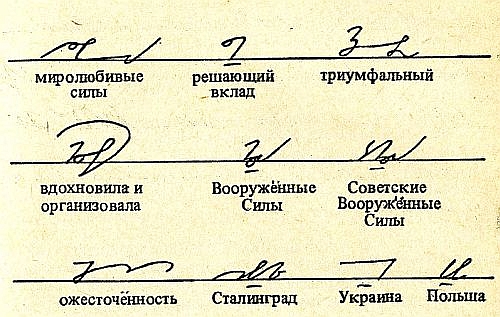 миролюбивые решающий триумфальный
силы вклад
вдохновила и Вооружённые Советские
организовала Силы Вооружённые
Силы
ожесточённость Сталинград Украина Польша